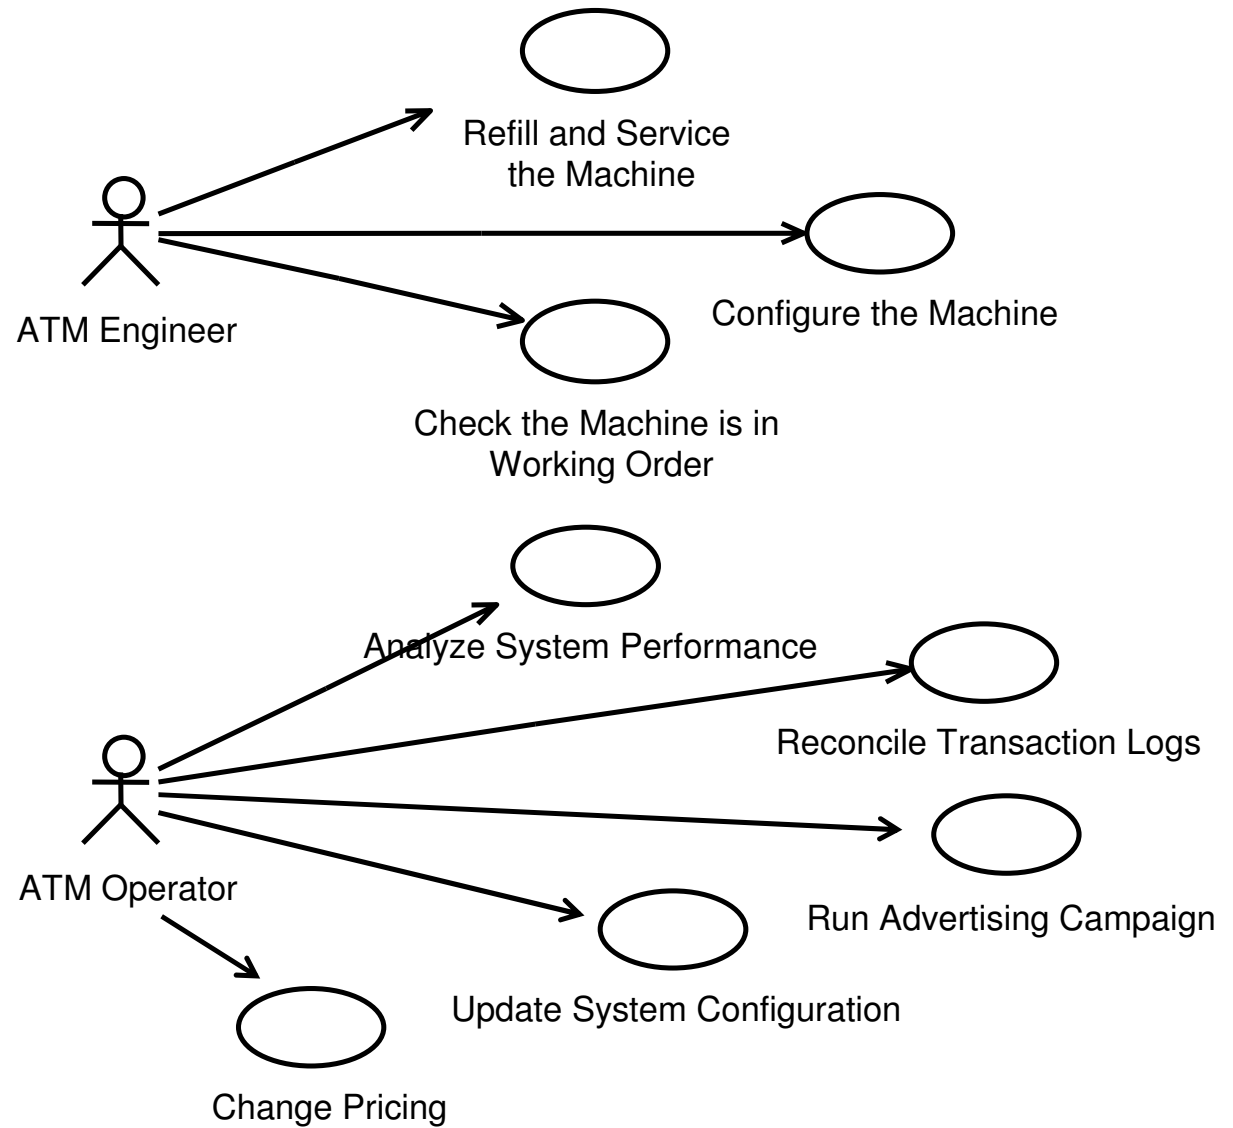 Refill and Service
the Machine
Configure the Machine
ATM Engineer
Check the Machine is in
Working Order
Analyze System Performance
Reconcile Transaction Logs
ATM Operator
Run Advertising Campaign
Update System Configuration
Change Pricing